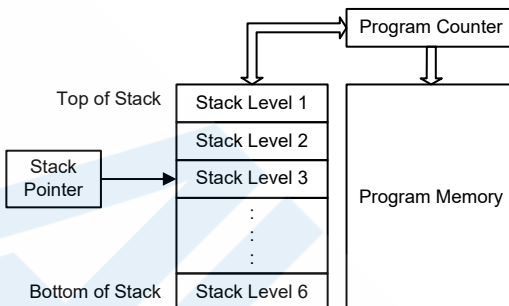 Program Counter
Top of Stack
Stack Level 1
Stack Level 2
Stack
Pointer
Stack Level 3
Program Memory
:
:
:
Bottom of Stack
Stack Level 6